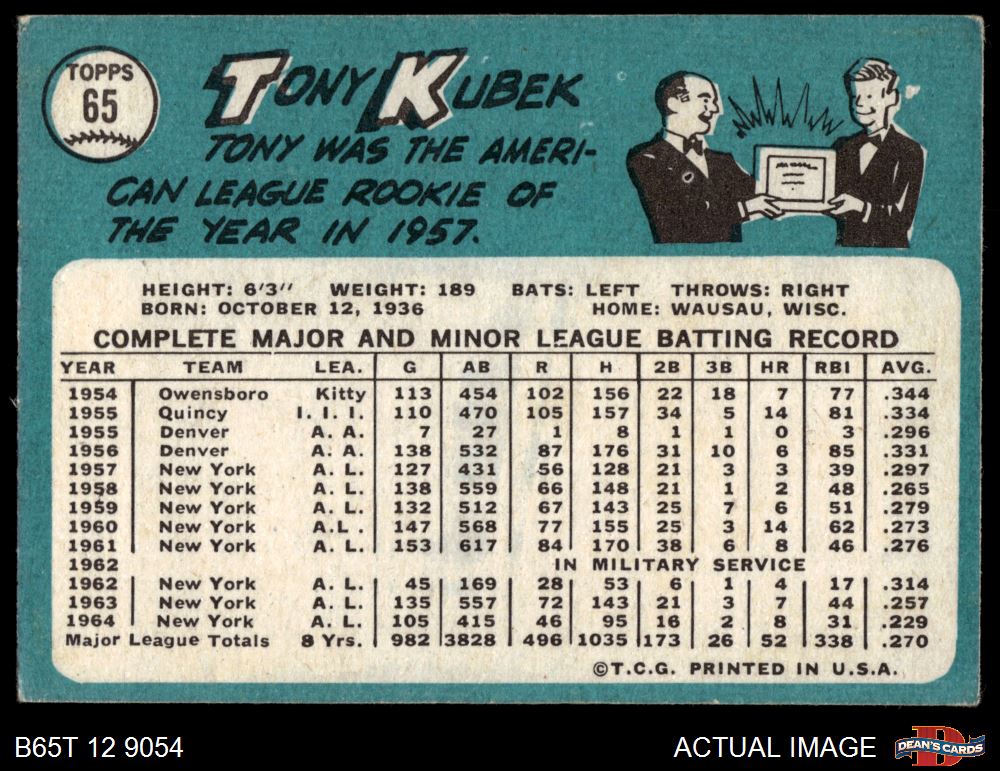 TOPPS
65
TONY KUBEK
TONY WAS THE AMERI-
CAN LEAGUE ROOKIE OF
THE YEAR IN 1957.
HEIGHT: 6'3" WEIGHT: 189 BATS: LEFT THROWS: RIGHT
BORN: OCTOBER 12, 1936 HOME: WAUSAU, WISC.
COMPLETE MAJOR AND MINOR LEAGUE BATTING RECORD
YEAR TEAM LEA. G AB R H 2B 3B HR RBI AVG.
1954 Owensboro Kitty 113 454 102 156 22 18 7 77 .344
1955 Quincy I. I. I. 110 470 105 157 34 5 14 81 .334
1955 Denver A. A. 7 27 1 8 1 1 0 3 .296
1956 Denver A. A. 138 532 87 176 31 10 6 85 .331
1957 New York A. L. 127 431 56 128 21 3 3 39 .297
1958 New York A. L. 138 559 66 148 21 1 2 48 .265
1959 New York A. L. 132 512 67 143 25 7 6 51 .279
1960 New York A.L. 147 568 77 155 25 3 14 62 .273
1961 New York A. L. 153 617 84 170 38 6 8 46 .276
1962 IN MILITARY SERVICE
1962 New York A. L. 45 169 28 53 6 1 4 17 .314
1963 New York A. L. 135 557 72 143 21 3 7 44 .257
1964 New York A. L. 105 415 46 95 16 2 8 31 .229
Major League Totals 8 Yrs. 982 3828 496 1035 173 26 52 338 .270
©T.C.G. PRINTED IN U.S.A.
B65T 12 9054 ACTUAL IMAGE DEAN'S CARDS